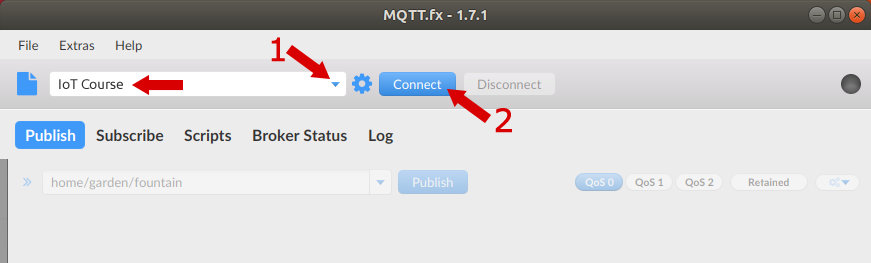 MQTT.fx - 1.7.1
File Extras Help
1
IoT Course Connect Disconnect
2
Publish Subscribe Scripts Broker Status Log
home/garden/fountain Publish QoS 0 QoS 1 QoS 2 Retained